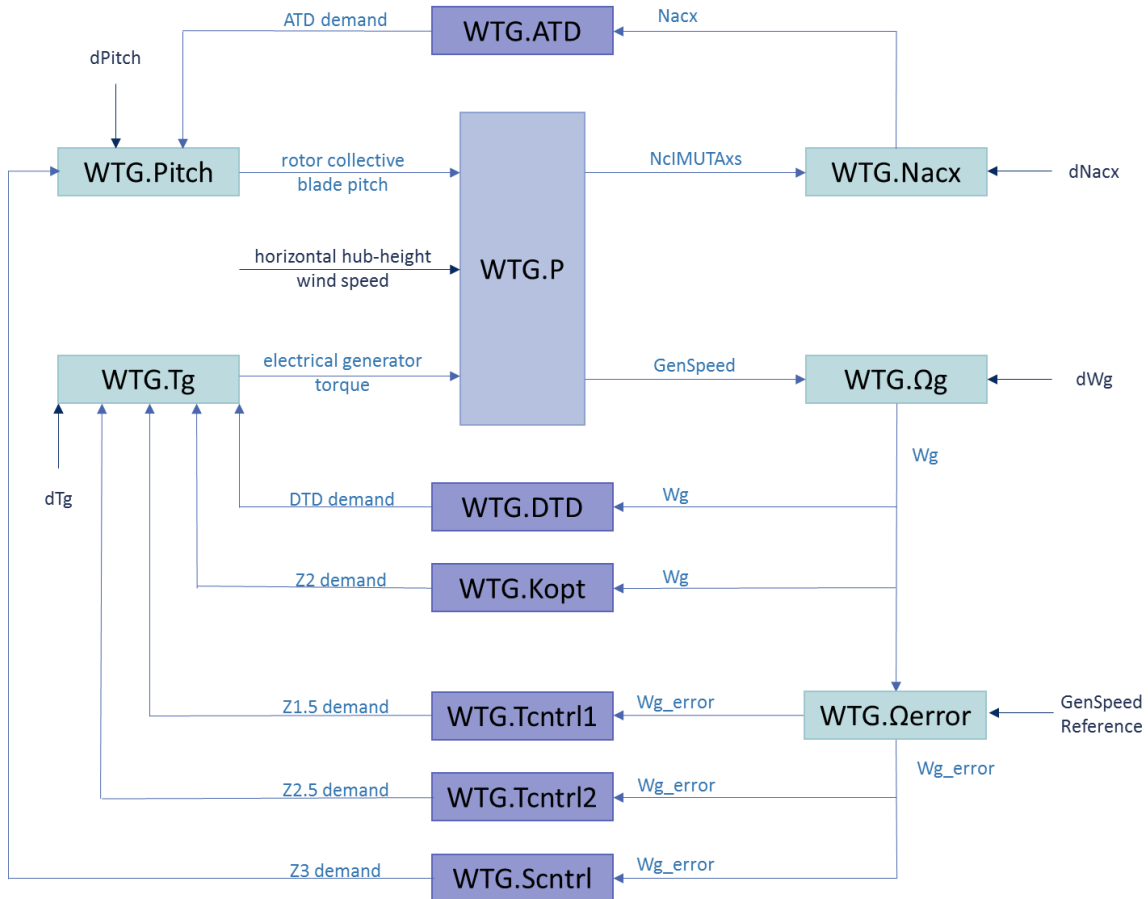 ATD demand
WTG.ATD
Nacx
dPitch
WTG.Pitch
rotor collective
blade pitch
NcIMUTAxs
WTG.Nacx
dNacx
horizontal hub-height
wind speed
WTG.P
WTG.Tg
electrical generator
torque
GenSpeed
WTG.Ωg
dWg
Wg
dTg
DTD demand
WTG.DTD
Wg
Z2 demand
WTG.Kopt
Wg
Z1.5 demand
WTG.Tcntrl1
Wg_error
WTG.Ωerror
GenSpeed
Reference
Wg_error
Z2.5 demand
WTG.Tcntrl2
Wg_error
Z3 demand
WTG.Scntrl
Wg_error